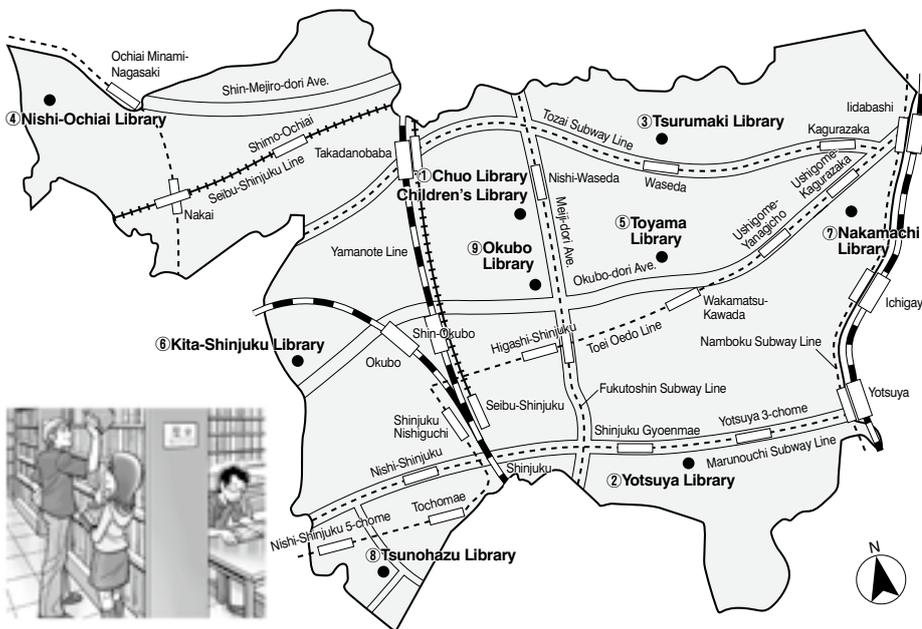 Ochiai Minami-
Nagasaki
④Nishi-Ochiai Library
Shin-Mejiro-dori Ave.
Shimo-Ochiai
Seibu-Shinjuku Line
Nakai
Takadanobaba
①Chuo Library
Children's Library
Tozai Subway Line
③Tsurumaki Library
Iidabashi
Kagurazaka
Nishi-Waseda
Waseda
Ushigome-
Kagurazaka
Meiji-dori Ave.
⑤Toyama
Library
Ushigome-
Yanagicho
⑦Nakamachi
Library
Yamanote Line
⑨Okubo
Library
Okubo-dori Ave.
Wakamatsu-
Kawada
Ichigay
⑥Kita-Shinjuku Library
Shin-Okubo
Okubo
Higashi-Shinjuku
Toei Oedo Line
Namboku Subway Line
Fukutoshin Subway Line
Yotsuya
Seibu-Shinjuku
Shinjuku
Nishiguchi
Shinjuku Gyoenmae
Yotsuya 3-chome
Marunouchi Subway Line
Nishi-Shinjuku
Shinjuku
②Yotsuya Library
Tochomae
Nishi-Shinjuku 5-chome
⑧Tsunohazu Library
N